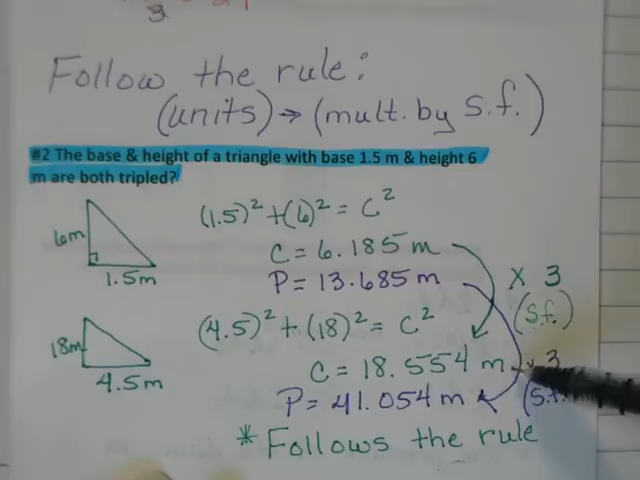 3
Follow the rule:
(units) → (mult. by s.f.)
#2 The base & height of a triangle with base 1.5 m & height 6
m are both tripled?
(1.5)² + (6)² = c²
6m
c = 6.185 m
1.5m
P = 13.685 m
x 3
(s.f.)
(4.5)² + (18)² = c²
18m
c = 18.554 m
x 3
4.5m
P = 41.054 m
(s.f.
* Follows the rule